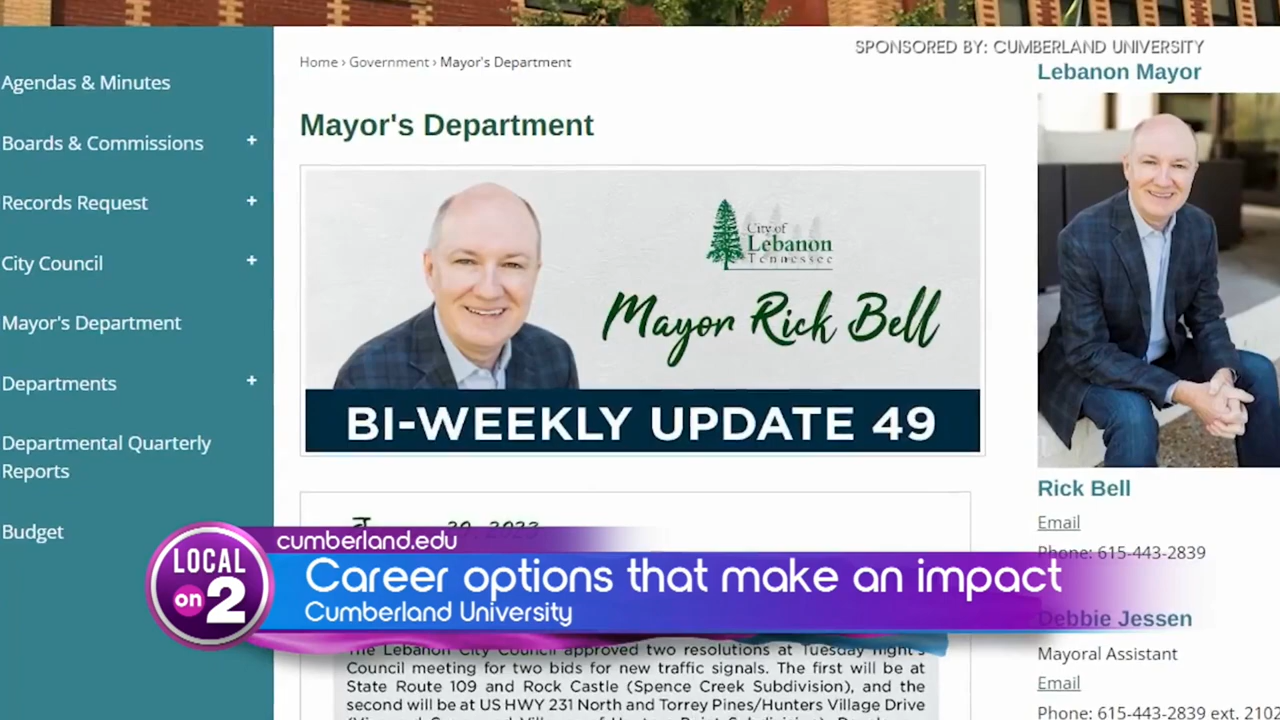 SPONSORED BY: CUMBERLAND UNIVERSITY
Agendas & Minutes
Boards & Commissions +
Records Request +
City Council +
Mayor's Department
Departments +
Departmental Quarterly
Reports
Budget
Home › Government › Mayor's Department
Mayor's Department
City of
Lebanon
Tennessee
Mayor Rick Bell
BI-WEEKLY UPDATE 49
The Lebanon City Council approved two resolutions at Tuesday night's
Council meeting for two bids for new traffic signals. The first will be at
State Route 109 and Rock Castle (Spence Creek Subdivision), and the
second will be at US HWY 231 North and Torrey Pines/Hunters Village Drive
Lebanon Mayor
Rick Bell
Email
Phone: 615-443-2839
Debbie Jessen
Mayoral Assistant
Email
Phone: 615-443-2839 ext. 2102
LOCAL
on 2
cumberland.edu
Career options that make an impact
Cumberland University